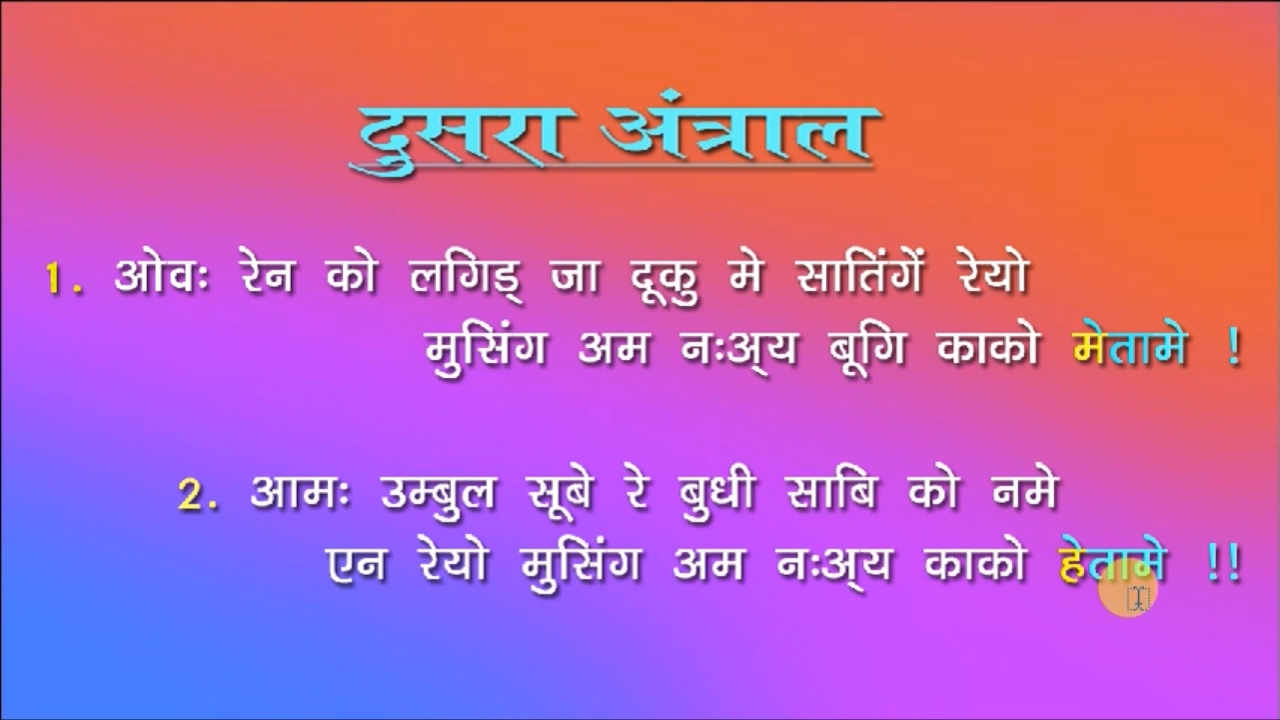 दुसरा अंत्राल
1. ओवः रेन को लगिड् जा दूकु मे सातिंगें रेयो
मुसिंग अम नःअ्य बूगि काको मेतामे !
2. आमः उम्बुल सूबे रे बुधी साबि को नमे
एन रेयो मुसिंग अम नःअ्य काको हेतामे !!